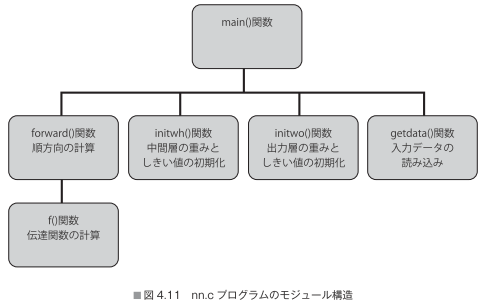 main()関数
forward()関数
順方向の計算
initwh()関数
中間層の重みと
しきい値の初期化
initwo()関数
出力層の重みと
しきい値の初期化
getdata()関数
入力データの
読み込み
f()関数
伝達関数の計算
■図 4.11　nn.c プログラムのモジュール構造